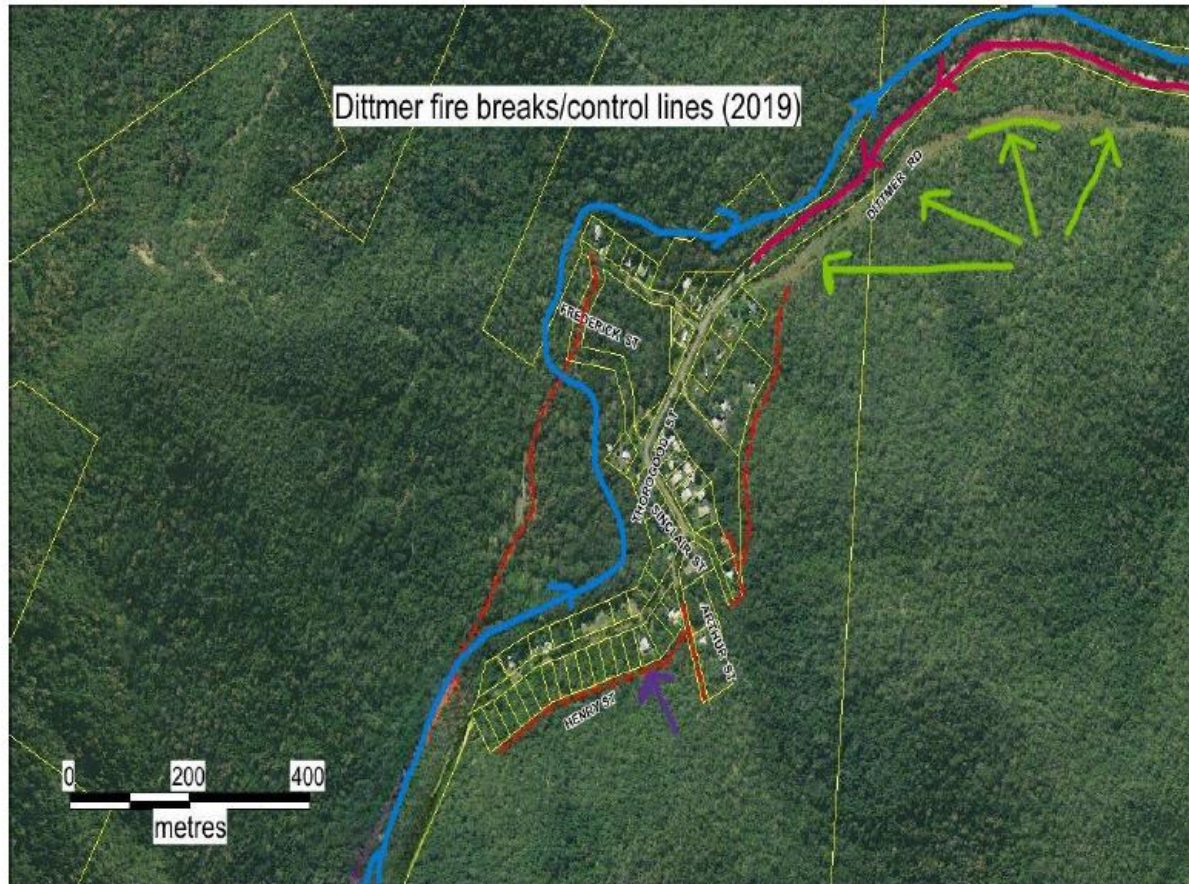 Dittmer fire breaks/control lines (2019)
DITTMER RD
FREDERICK ST
THOROGOOD ST
SINCLAIR ST
ARTHUR ST
HENRY ST
0 200 400
metres